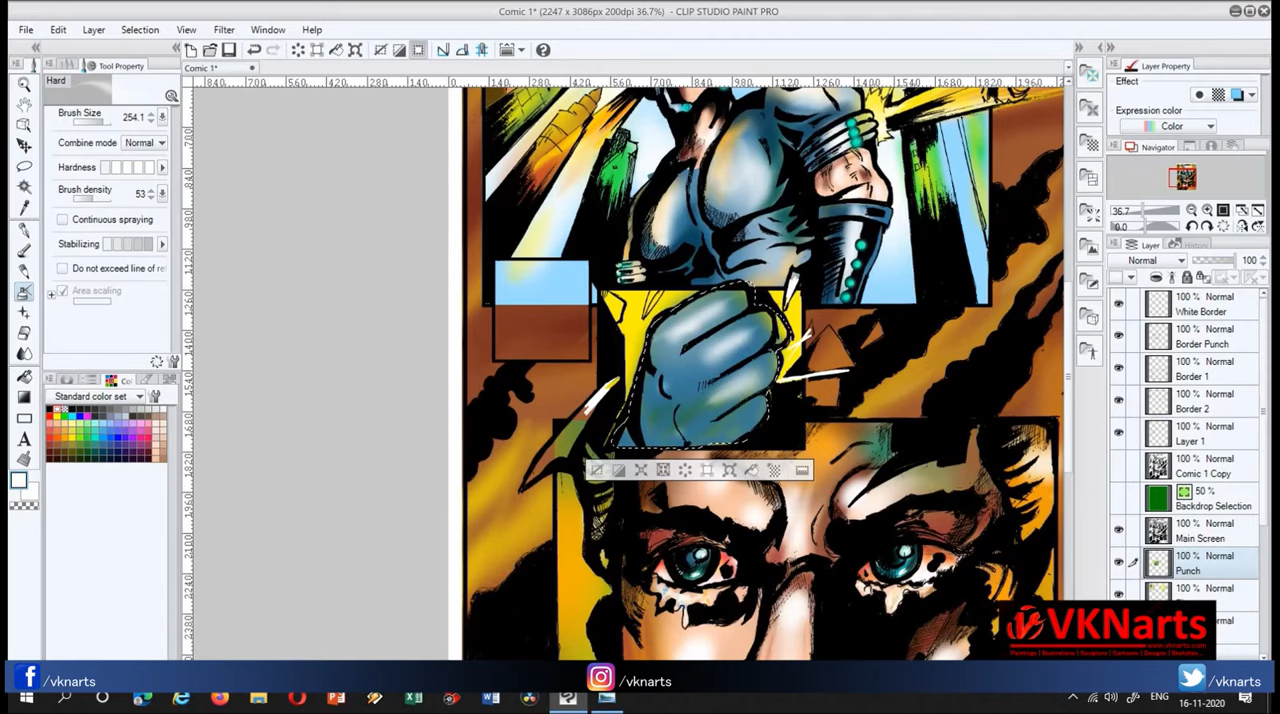 Comic 1* (2247 x 3086px 200dpi 36.7%) - CLIP STUDIO PAINT PRO
File Edit Layer Selection View Filter Window Help
Tool Property
Comic 1*
Layer Property
Hard
Effect
Brush Size 254.1
Combine mode Normal
Expression color
Color
Hardness
Navigator
Brush density 53
Continuous spraying
36.7
0.0
Stabilizing
Layer History
Do not exceed line of re
Normal 100
Area scaling
100 % Normal
White Border
100 % Normal
Border Punch
100 % Normal
Border 1
Standard color set
100 % Normal
Border 2
100 % Normal
Layer 1
100 % Normal
Comic 1 Copy
50 %
Backdrop Selection
100 % Normal
Main Screen
100 % Normal
Punch
100 % Normal
VKNarts
www.vknarts.com
/vknarts
/vknarts
/vknarts
ENG
16-11-2020